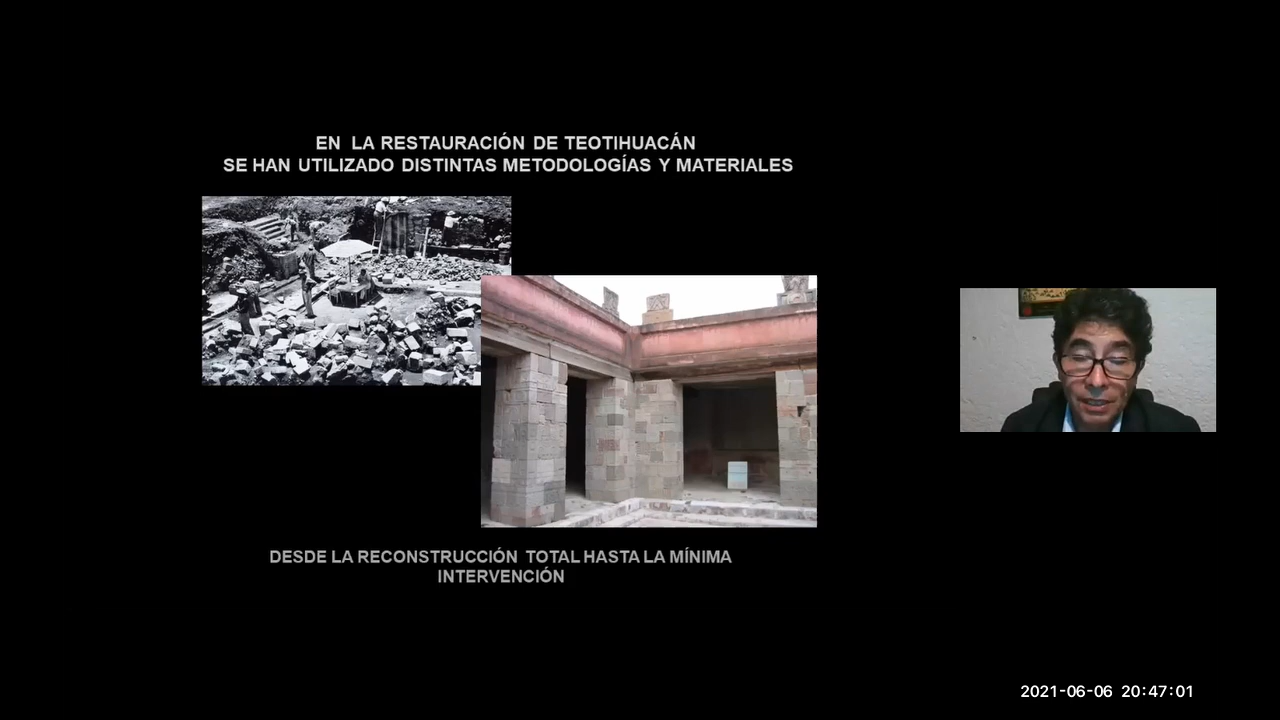 EN LA RESTAURACIÓN DE TEOTIHUACÁN
SE HAN UTILIZADO DISTINTAS METODOLOGÍAS Y MATERIALES
DESDE LA RECONSTRUCCIÓN TOTAL HASTA LA MÍNIMA
INTERVENCIÓN
2021-06-06 20:47:01